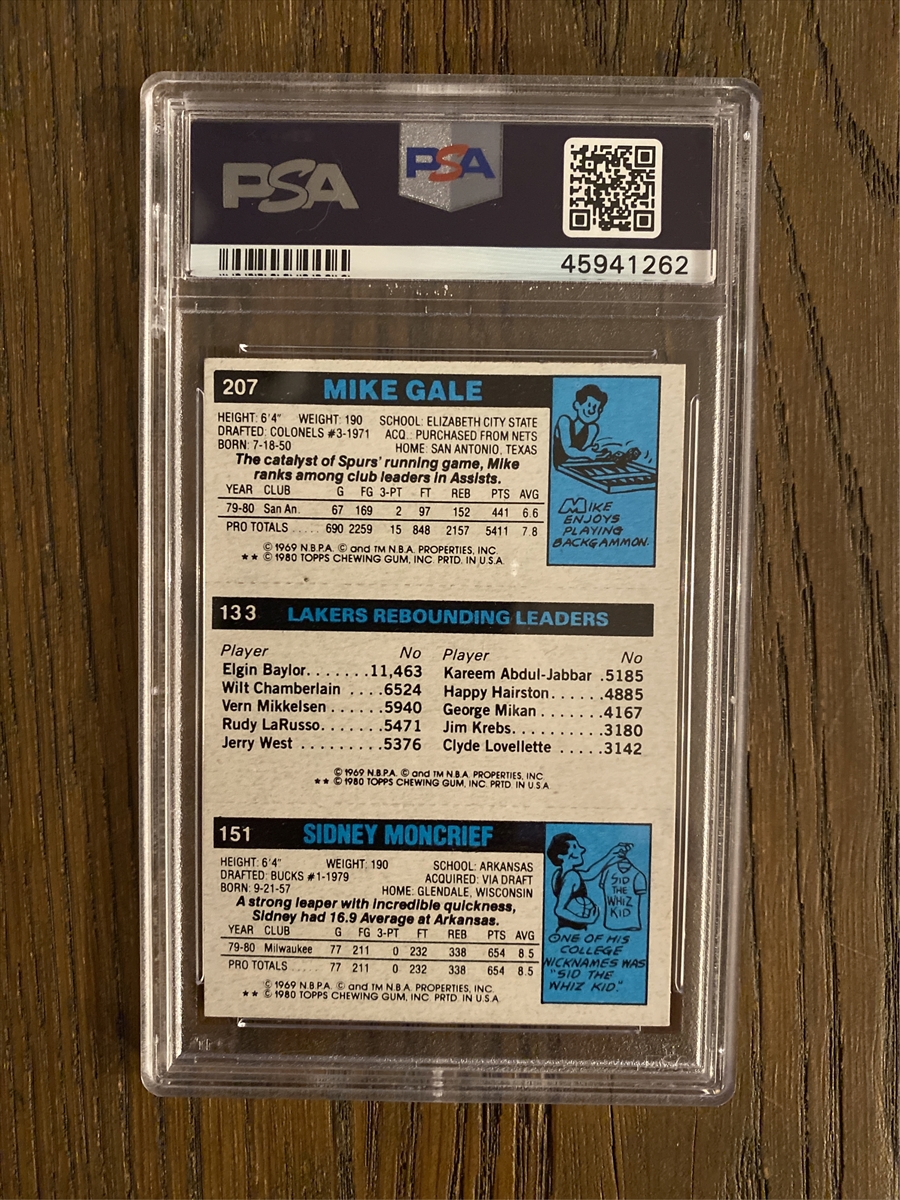 PSA
PSA
45941262
207 MIKE GALE
HEIGHT: 6'4" WEIGHT: 190 SCHOOL: ELIZABETH CITY STATE
DRAFTED: COLONELS #3-1971 ACQ.: PURCHASED FROM NETS
BORN: 7-18-50 HOME: SAN ANTONIO, TEXAS
The catalyst of Spurs' running game, Mike
ranks among club leaders in Assists.
YEAR CLUB G FG 3-PT FT REB PTS AVG
79-80 San An. 67 169 2 97 152 441 6.6
PRO TOTALS . . . . . 690 2259 15 848 2157 5411 7.8
© 1969 N.B.P.A. © and TM N.B.A. PROPERTIES, INC.
★★ © 1980 TOPPS CHEWING GUM, INC. PRTD. IN U.S.A.
MIKE
ENJOYS
PLAYING
BACKGAMMON.
133 LAKERS REBOUNDING LEADERS
Player No Player No
Elgin Baylor. . . . . . .11,463 Kareem Abdul-Jabbar .5185
Wilt Chamberlain . . . .6524 Happy Hairston. . . . . .4885
Vern Mikkelsen . . . . . .5940 George Mikan . . . . . . .4167
Rudy LaRusso. . . . . . .5471 Jim Krebs. . . . . . . . . .3180
Jerry West . . . . . . . . .5376 Clyde Lovellette . . . . .3142
© 1969 N.B.P.A. © and TM N.B.A. PROPERTIES, INC.
★★ © 1980 TOPPS CHEWING GUM, INC. PRTD. IN U.S.A.
151 SIDNEY MONCRIEF
HEIGHT: 6'4" WEIGHT: 190 SCHOOL: ARKANSAS
DRAFTED: BUCKS #1-1979 ACQUIRED: VIA DRAFT
BORN: 9-21-57 HOME: GLENDALE, WISCONSIN
A strong leaper with incredible quickness,
Sidney had 16.9 Average at Arkansas.
YEAR CLUB G FG 3-PT FT REB PTS AVG
79-80 Milwaukee 77 211 0 232 338 654 8.5
PRO TOTALS . . . . . 77 211 0 232 338 654 8.5
© 1969 N.B.P.A. © and TM N.B.A. PROPERTIES, INC.
★★ © 1980 TOPPS CHEWING GUM, INC. PRTD. IN U.S.A.
SID
THE
WHIZ
KID
ONE OF HIS
COLLEGE
NICKNAMES WAS
"SID THE
WHIZ KID."